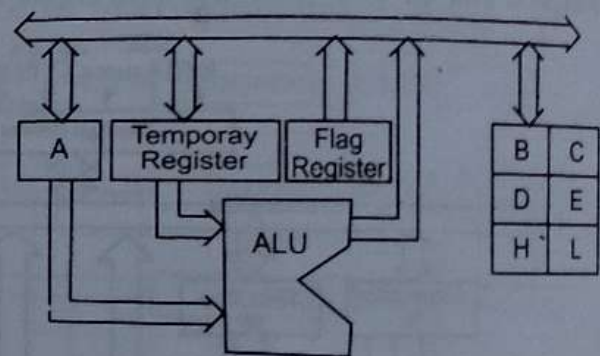 A
Temporay
Register
Flag
Register
B C
D E
H L
ALU